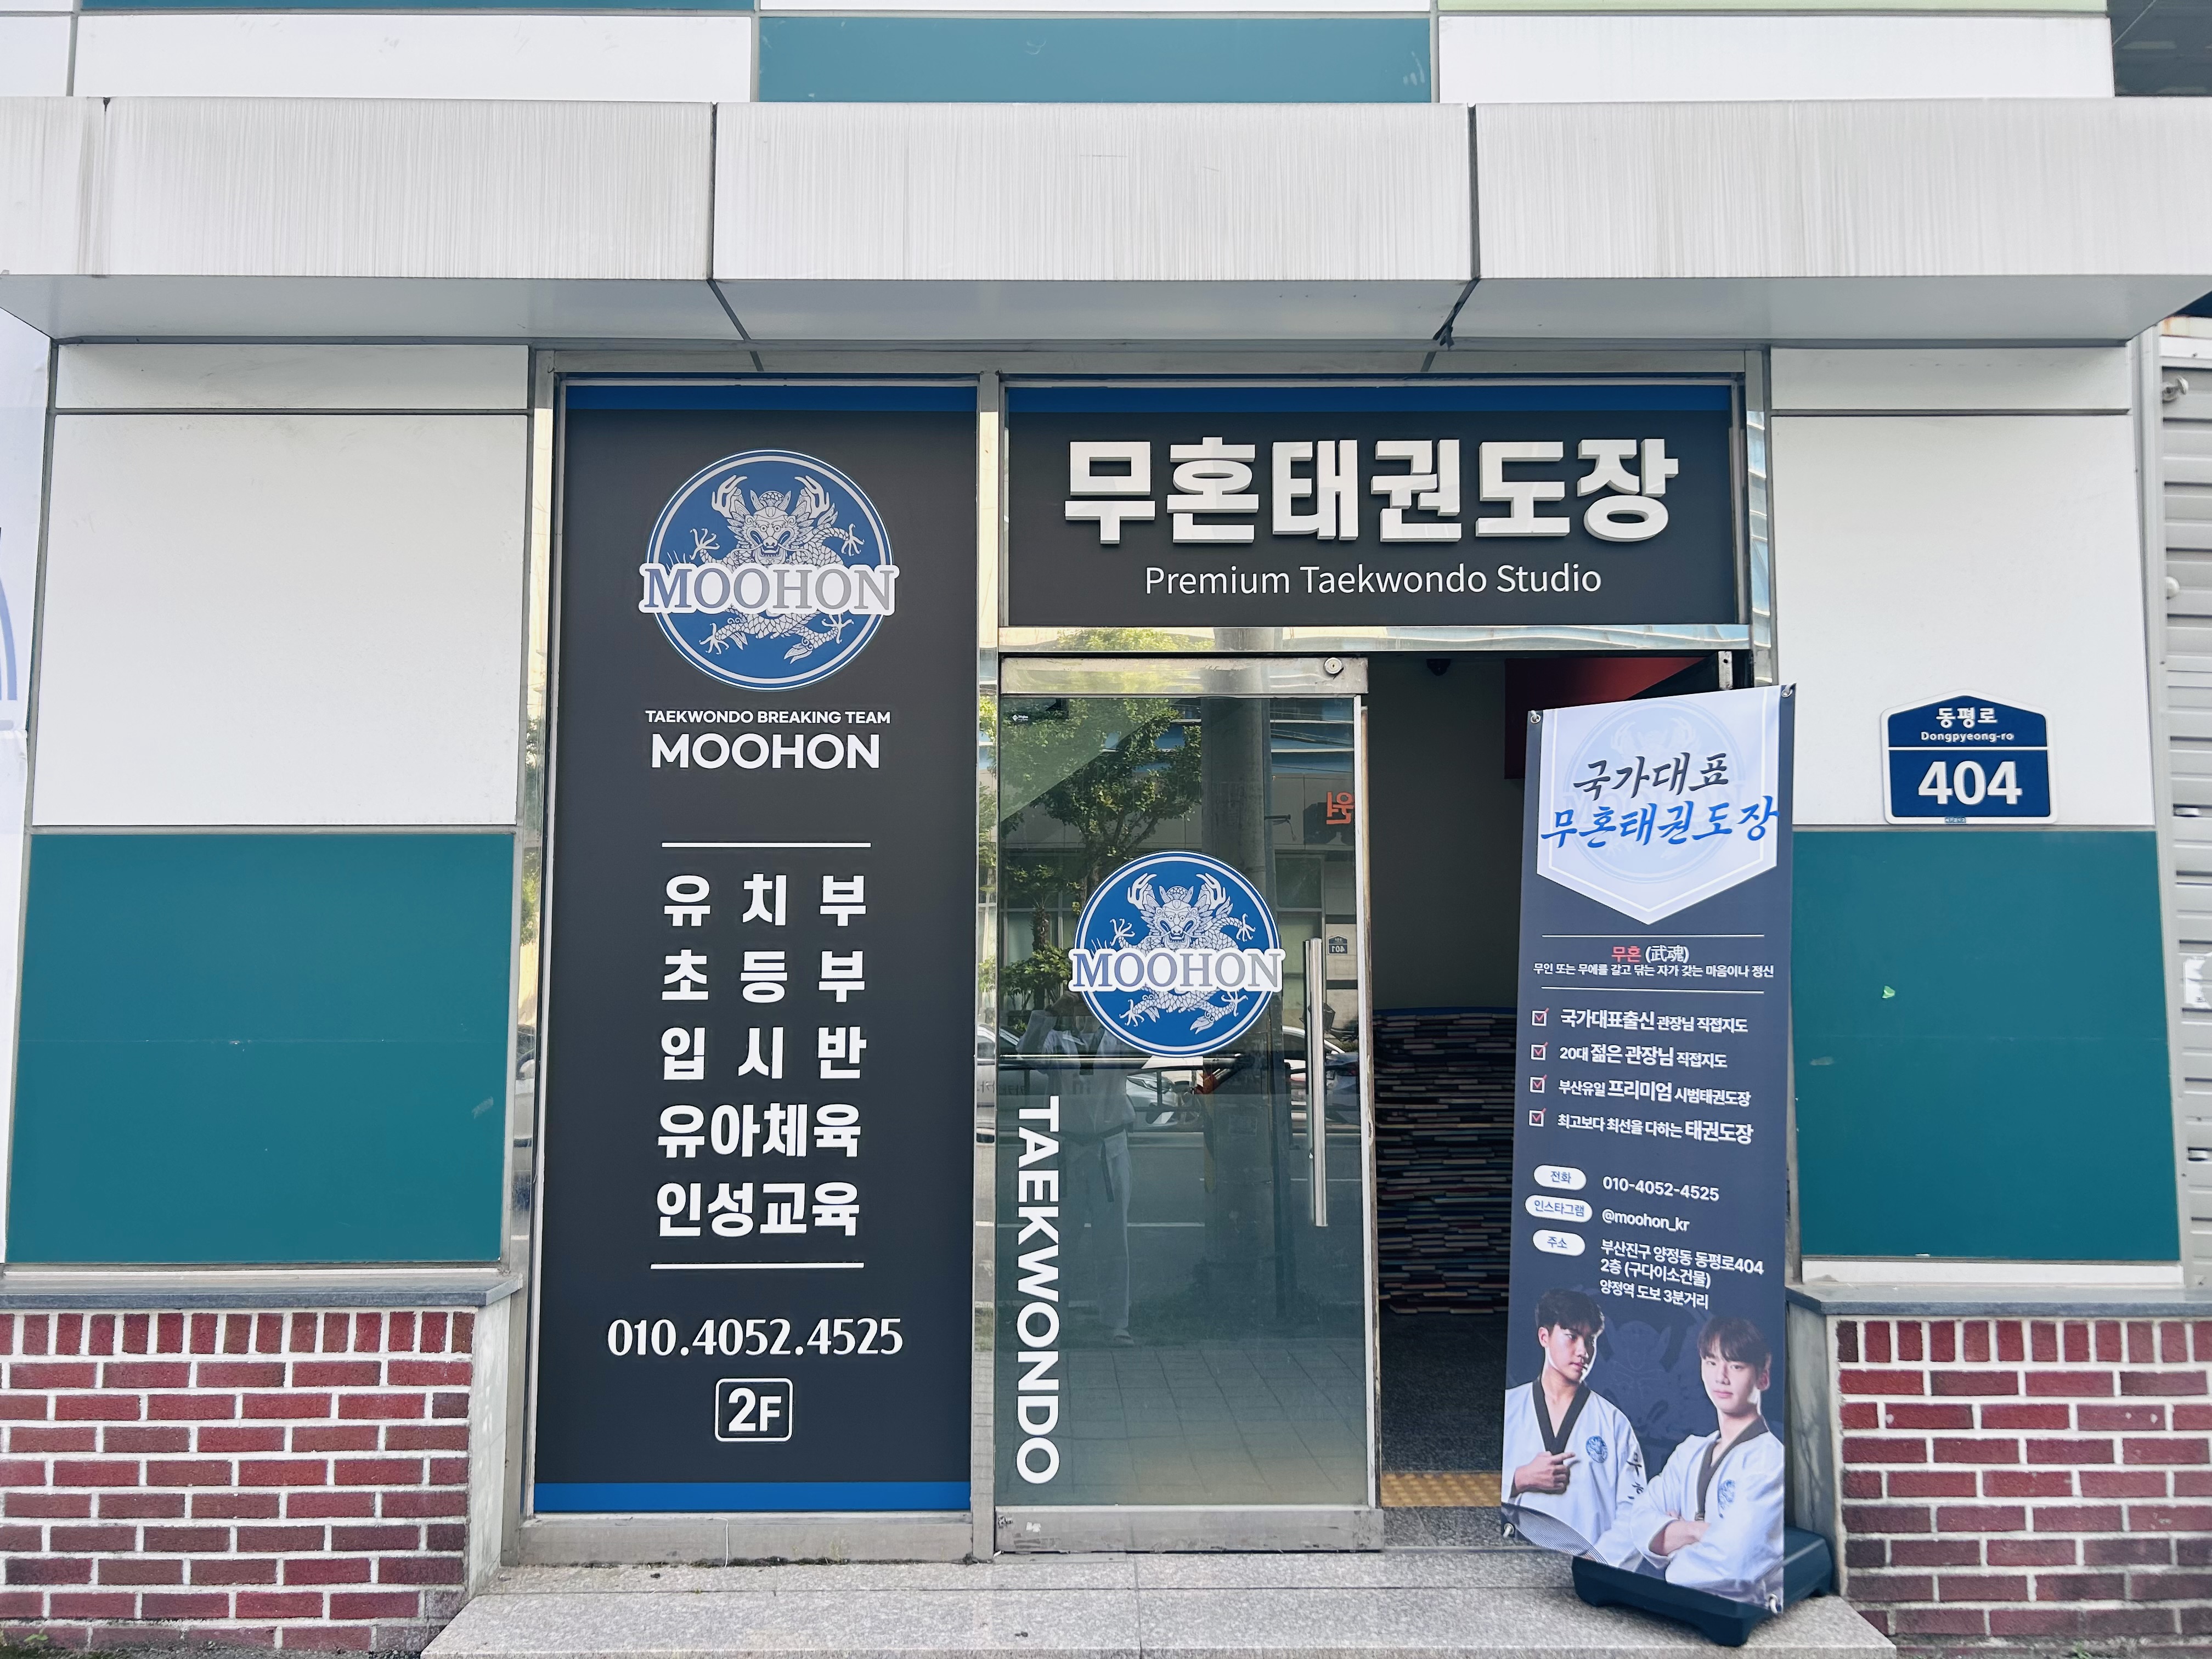 MOOHON
TAEKWONDO BREAKING TEAM
MOOHON
유치부
초등부
입시반
유아체육
인성교육
010.4052.4525
2F
무혼태권도장
Premium Taekwondo Studio
MOOHON
TAEKWONDO
국가대표
무혼태권도장
무혼 (武魂)
무인 또는 무예를 갈고 닦는 자가 갖는 마음이나 정신
국가대표출신 관장님 직접지도
20대 젊은 관장님 직접지도
부산유일 프리미엄 시범태권도장
최고보다 최선을 다하는 태권도장
전화 010-4052-4525
인스타그램 @moohon_kr
주소 부산진구 양정동 동평로404
2층 (구다이소건물)
양정역 도보 3분거리
동평로
Dongpyeong-ro
404